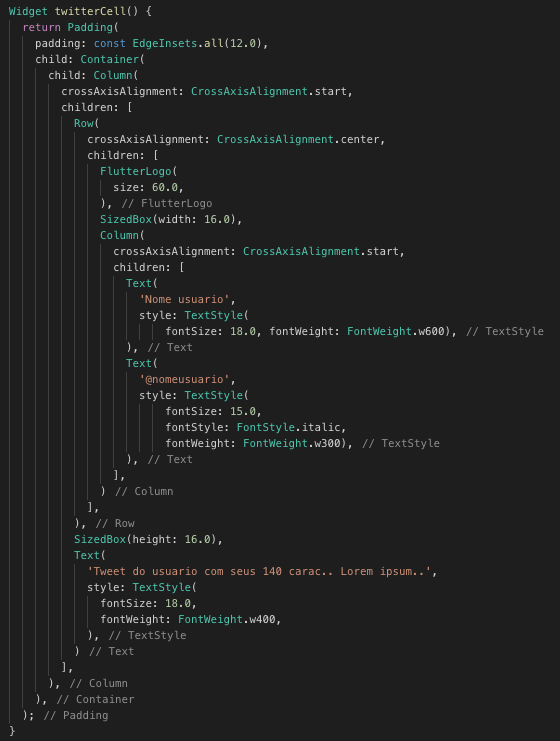 Widget twitterCell() {
return Padding(
padding: const EdgeInsets.all(12.0),
child: Container(
child: Column(
crossAxisAlignment: CrossAxisAlignment.start,
children: [
Row(
crossAxisAlignment: CrossAxisAlignment.center,
children: [
FlutterLogo(
size: 60.0,
), // FlutterLogo
SizedBox(width: 16.0),
Column(
crossAxisAlignment: CrossAxisAlignment.start,
children: [
Text(
'Nome usuario',
style: TextStyle(
fontSize: 18.0, fontWeight: FontWeight.w600), // TextStyle
), // Text
Text(
'@nomeusuario',
style: TextStyle(
fontSize: 15.0,
fontStyle: FontStyle.italic,
fontWeight: FontWeight.w300), // TextStyle
), // Text
],
) // Column
],
), // Row
SizedBox(height: 16.0),
Text(
'Tweet do usuario com seus 140 carac.. Lorem ipsum..',
style: TextStyle(
fontSize: 18.0,
fontWeight: FontWeight.w400,
), // TextStyle
) // Text
],
), // Column
), // Container
); // Padding
}